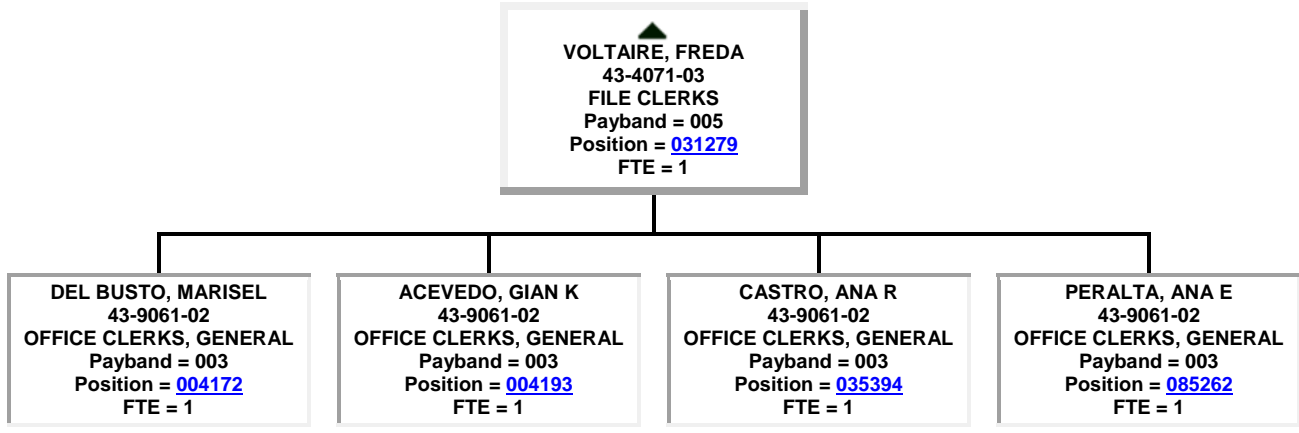 VOLTAIRE, FREDA
43-4071-03
FILE CLERKS
Payband = 005
Position = 031279
FTE = 1
DEL BUSTO, MARISEL
43-9061-02
OFFICE CLERKS, GENERAL
Payband = 003
Position = 004172
FTE = 1
ACEVEDO, GIAN K
43-9061-02
OFFICE CLERKS, GENERAL
Payband = 003
Position = 004193
FTE = 1
CASTRO, ANA R
43-9061-02
OFFICE CLERKS, GENERAL
Payband = 003
Position = 035394
FTE = 1
PERALTA, ANA E
43-9061-02
OFFICE CLERKS, GENERAL
Payband = 003
Position = 085262
FTE = 1